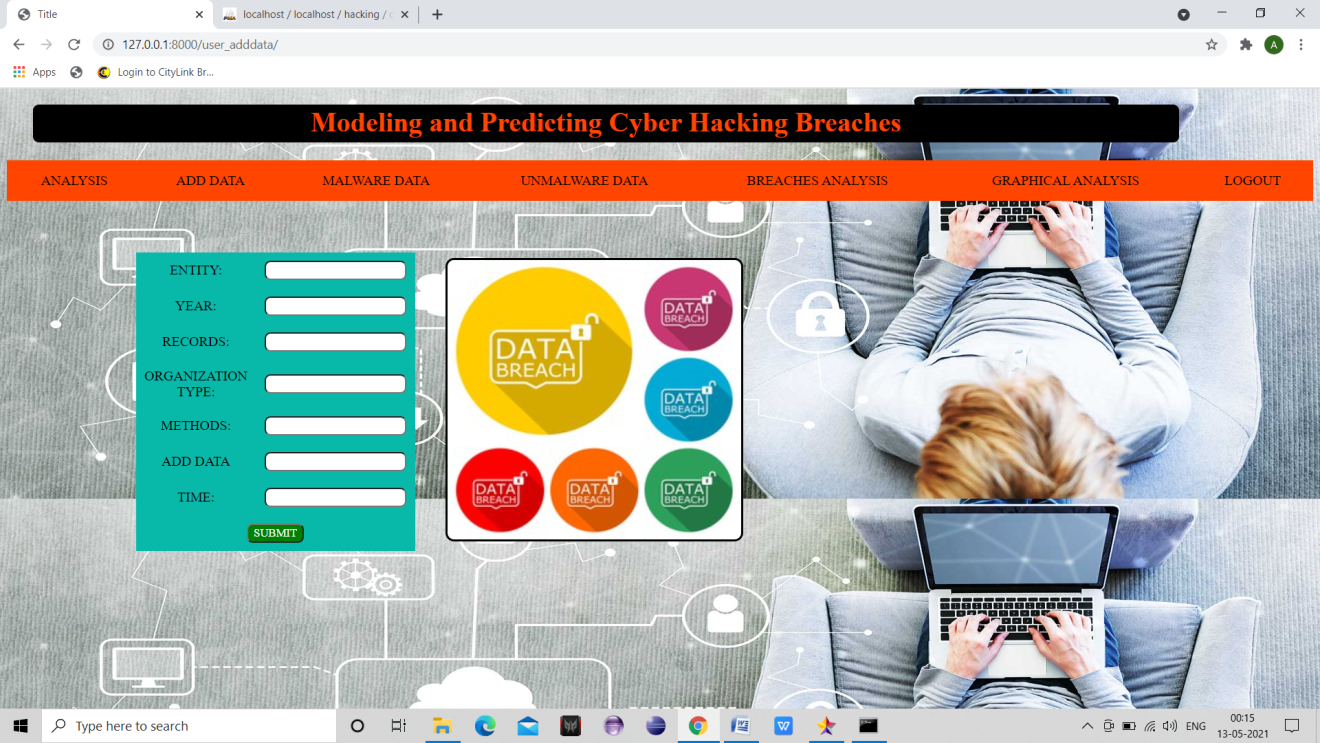 Title
localhost / localhost / hacking / 
127.0.0.1:8000/user_adddata/
A
Apps
Login to CityLink Br...
Modeling and Predicting Cyber Hacking Breaches
ANALYSIS
ADD DATA
MALWARE DATA
UNMALWARE DATA
BREACHES ANALYSIS
GRAPHICAL ANALYSIS
LOGOUT
ENTITY:
YEAR:
RECORDS:
ORGANIZATION
TYPE:
METHODS:
ADD DATA
TIME:
SUBMIT
DATA
BREACH
DATA
BREACH
DATA
BREACH
DATA
BREACH
DATA
BREACH
DATA
BREACH
Type here to search
ENG
00:15
13-05-2021